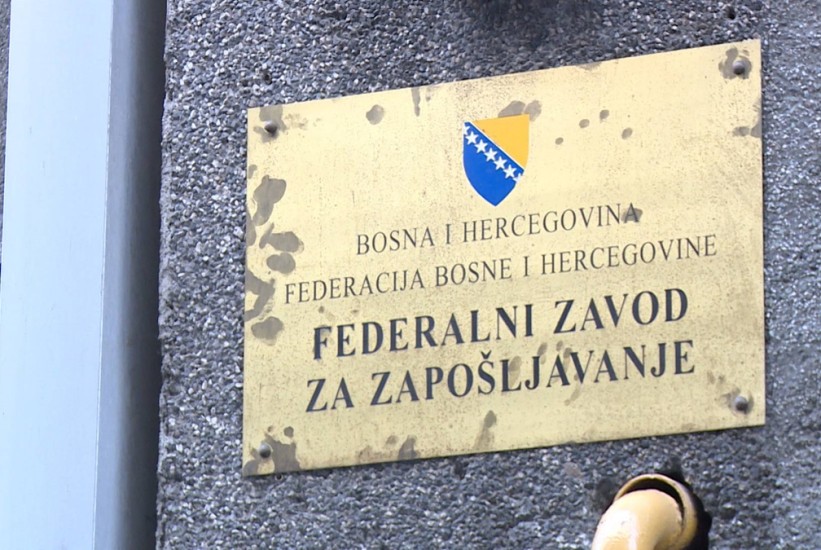 BOSNA I HERCEGOVINA
FEDERACIJA BOSNE I HERCEGOVINE
FEDERALNI ZAVOD
ZA ZAPOŠLJAVANJE